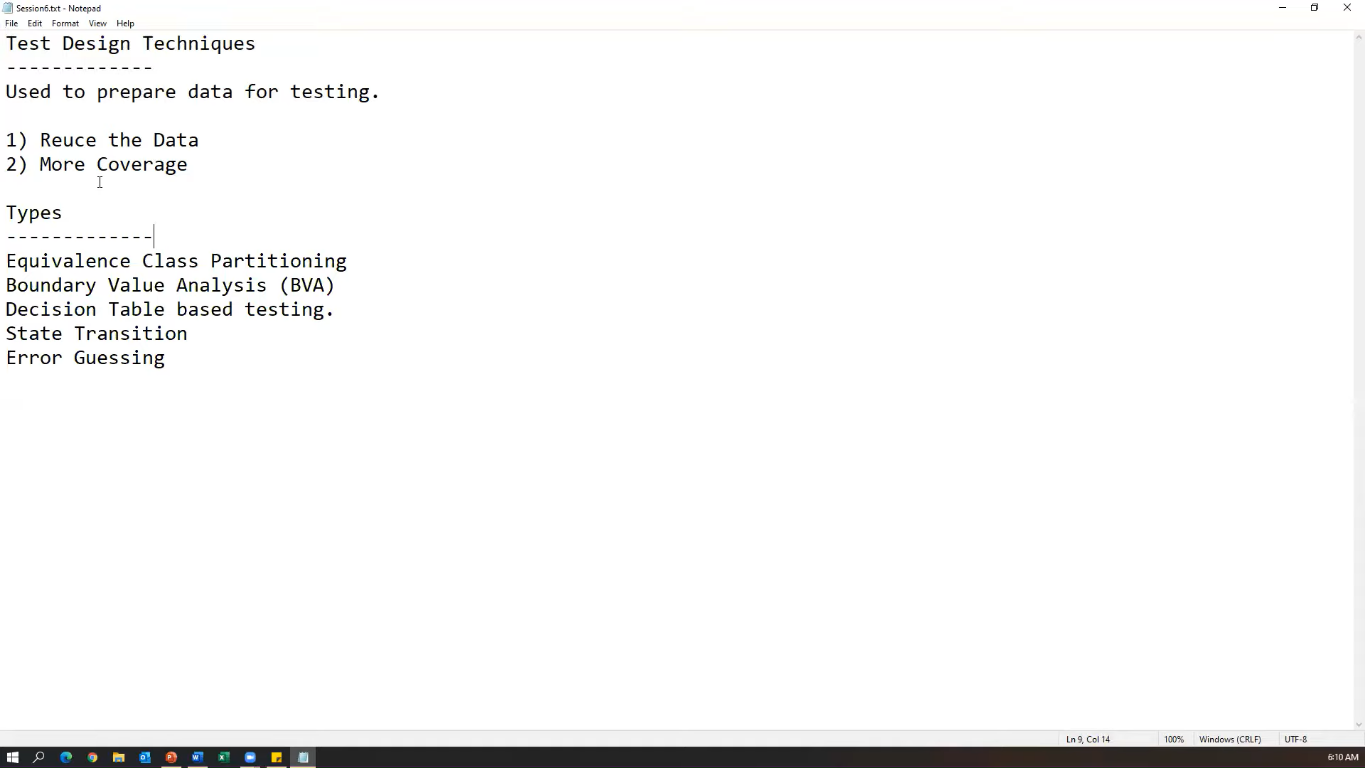 Session6.txt - Notepad
File Edit Format View Help
Test Design Techniques
-------------
Used to prepare data for testing.
1) Reuce the Data
2) More Coverage
Types
-------------
Equivalence Class Partitioning
Boundary Value Analysis (BVA)
Decision Table based testing.
State Transition
Error Guessing
Ln 9, Col 14 100% Windows (CRLF) UTF-8
6:10 AM